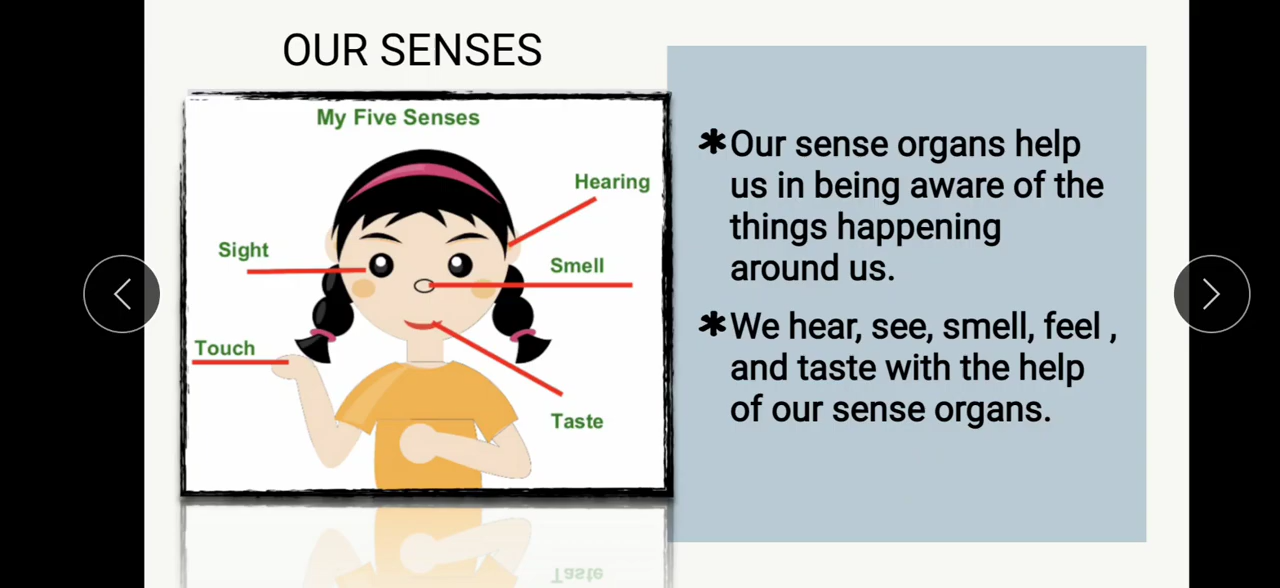 OUR SENSES
My Five Senses
Hearing
Sight
Smell
Touch
Taste
*Our sense organs help
us in being aware of the
things happening
around us.
*We hear, see, smell, feel ,
and taste with the help
of our sense organs.
Taste